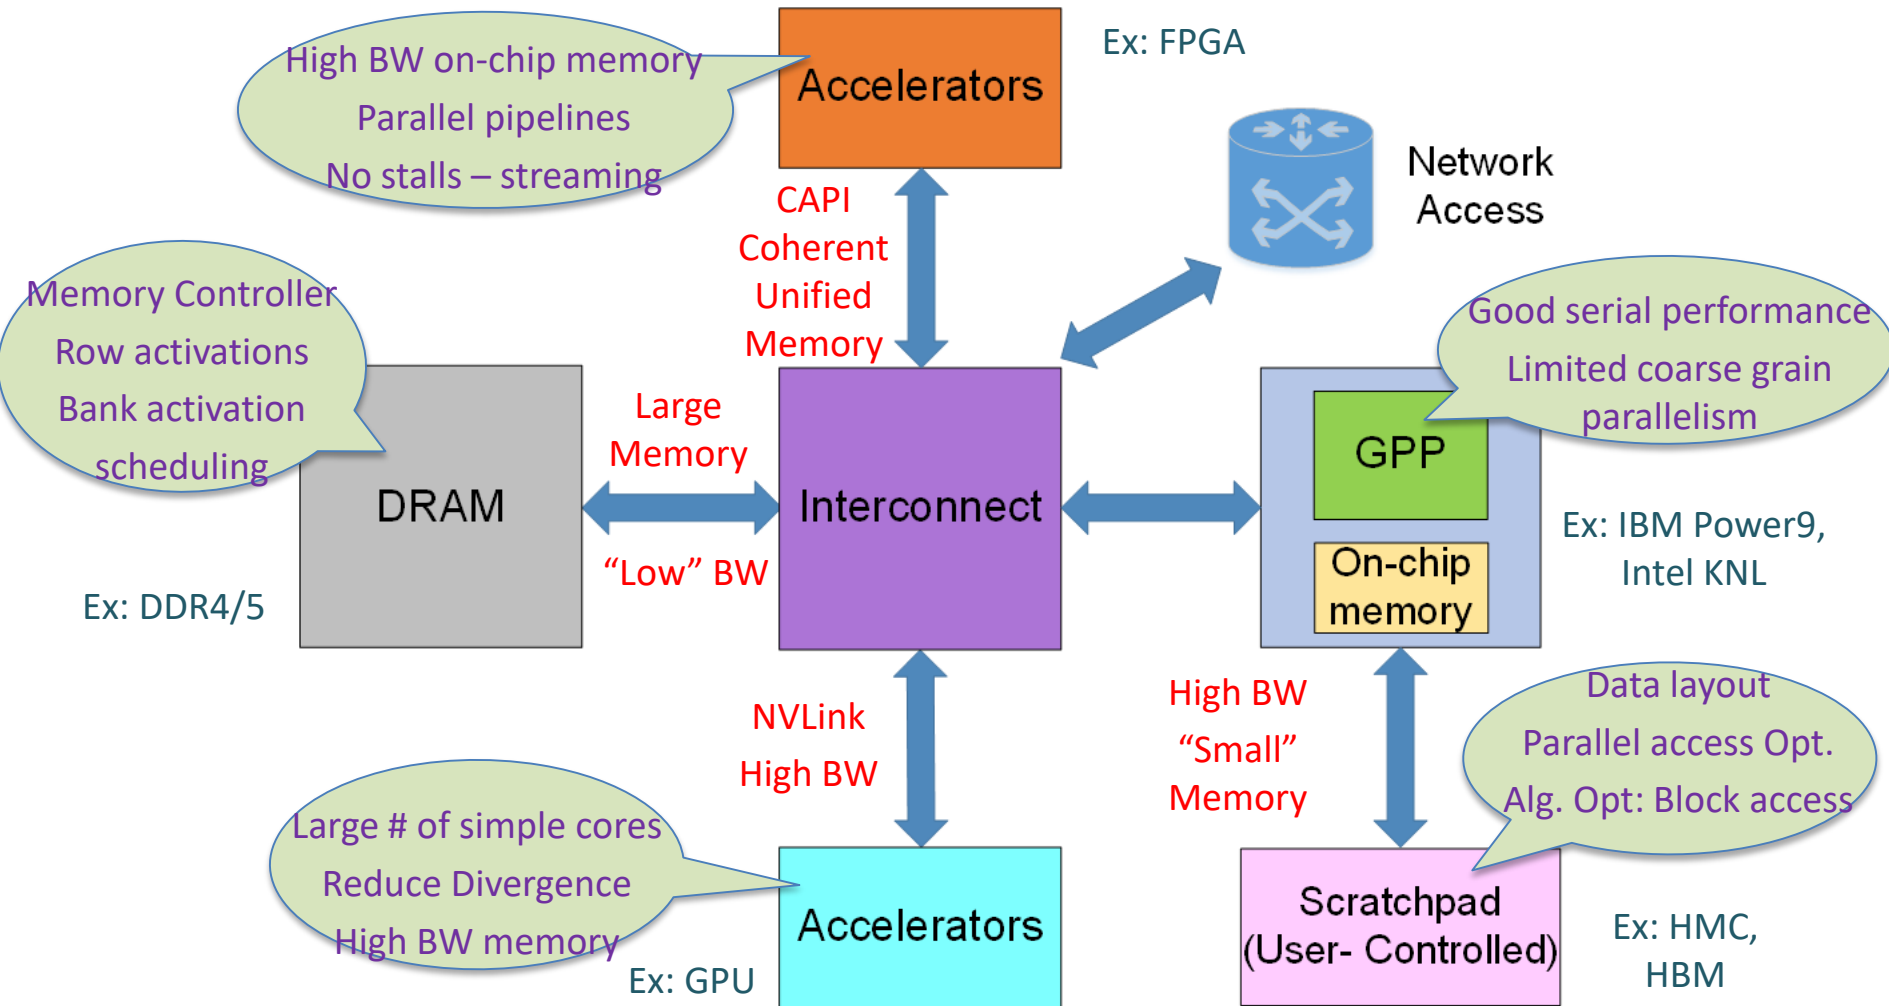 High BW on-chip memory
Parallel pipelines
No stalls – streaming
Accelerators
Ex: FPGA
Network
Access
CAPI
Coherent
Unified
Memory
Memory Controller
Row activations
Bank activation
scheduling
DRAM
Ex: DDR4/5
Large
Memory
“Low” BW
Interconnect
Good serial performance
Limited coarse grain
parallelism
GPP
On-chip
memory
Ex: IBM Power9,
Intel KNL
NVLink
High BW
High BW
“Small”
Memory
Data layout
Parallel access Opt.
Alg. Opt: Block access
Large # of simple cores
Reduce Divergence
High BW memory
Ex: GPU
Accelerators
Scratchpad
(User- Controlled)
Ex: HMC,
HBM